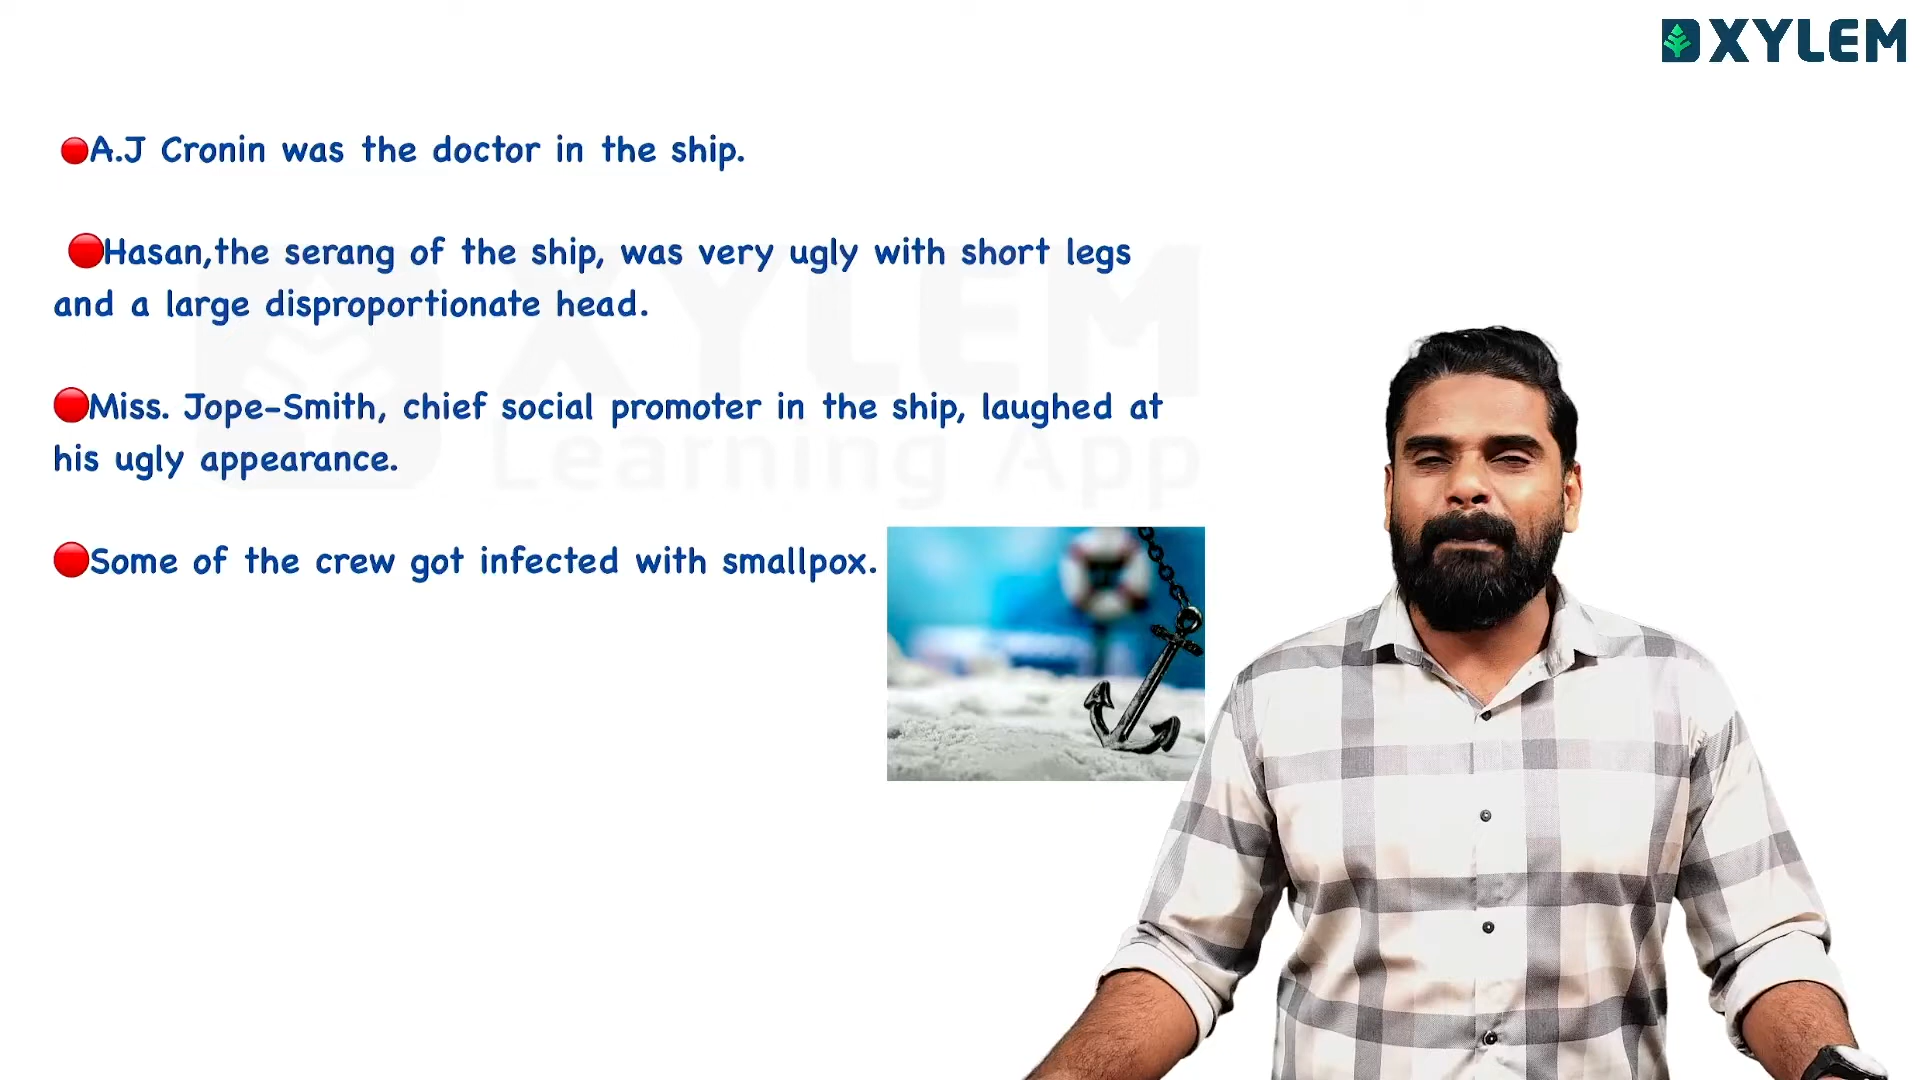 XYLEM
A.J Cronin was the doctor in the ship.
Hasan,the serang of the ship, was very ugly with short legs
and a large disproportionate head.
Miss. Jope-Smith, chief social promoter in the ship, laughed at
his ugly appearance.
Some of the crew got infected with smallpox.
XYLEM
Learning App